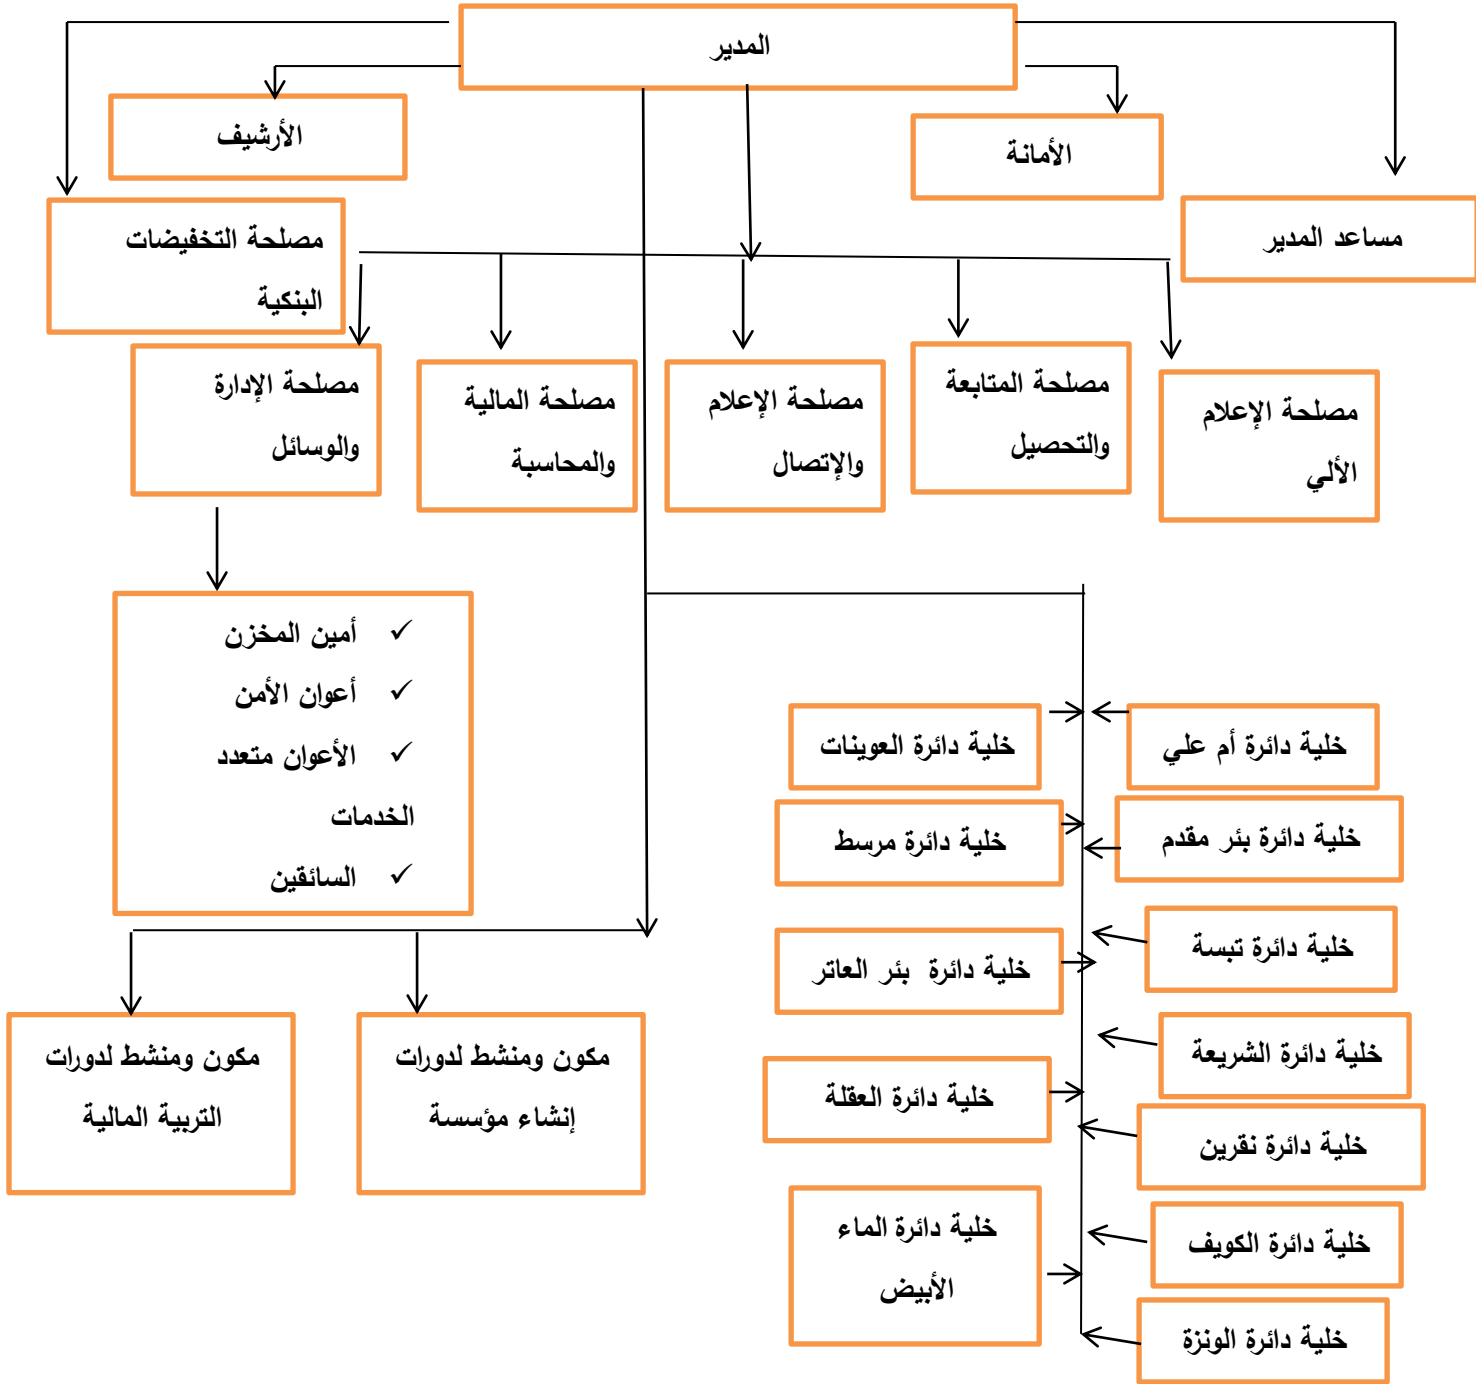 المدير
الأرشيف
الأمانة
مساعد المدير
مصلحة التخفيضات
البنكية
مصلحة الإعلام
الألي
مصلحة المتابعة
والتحصيل
مصلحة الإعلام
والإتصال
مصلحة المالية
والمحاسبة
مصلحة الإدارة
والوسائل
✓ أمين المخزن
✓ أعوان الأمن
✓ الأعوان متعدد
الخدمات
✓ السائقين
خلية دائرة أم علي
خلية دائرة العوينات
خلية دائرة بئر مقدم
خلية دائرة مرسط
خلية دائرة تبسة
خلية دائرة بئر العاتر
خلية دائرة الشريعة
خلية دائرة العقلة
خلية دائرة نقرين
خلية دائرة الكويف
خلية دائرة الماء
الأبيض
خلية دائرة الونزة
مكون ومنشط لدورات
إنشاء مؤسسة
مكون ومنشط لدورات
التربية المالية